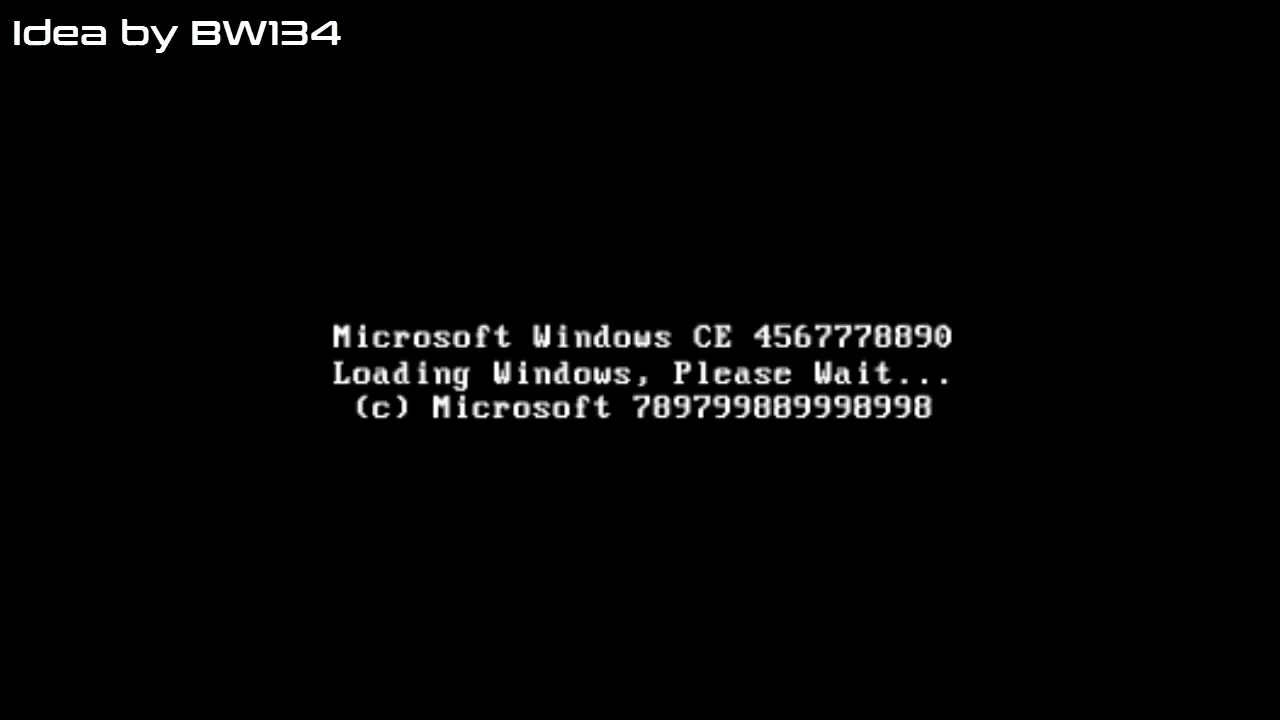 Idea by BW134
Microsoft Windows CE 4567778890
Loading Windows, Please Wait...
(c) Microsoft 789799889998998